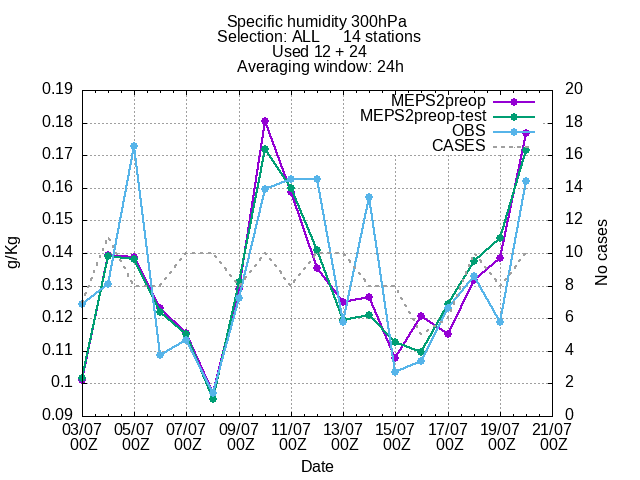 Specific humidity 300hPa
Selection: ALL 14 stations
Used 12 + 24
Averaging window: 24h
0.19 20
MEPS2preop
0.18 18
MEPS2preop-test
OBS
CASES
0.17 16
0.16 14
0.15 12
0.14 10
0.13 8
0.12 6
0.11 4
0.1 2
0.09 0
g/Kg
No cases
03/07 05/07 07/07 09/07 11/07 13/07 15/07 17/07 19/07 21/07
00Z 00Z 00Z 00Z 00Z 00Z 00Z 00Z 00Z 00Z
Date